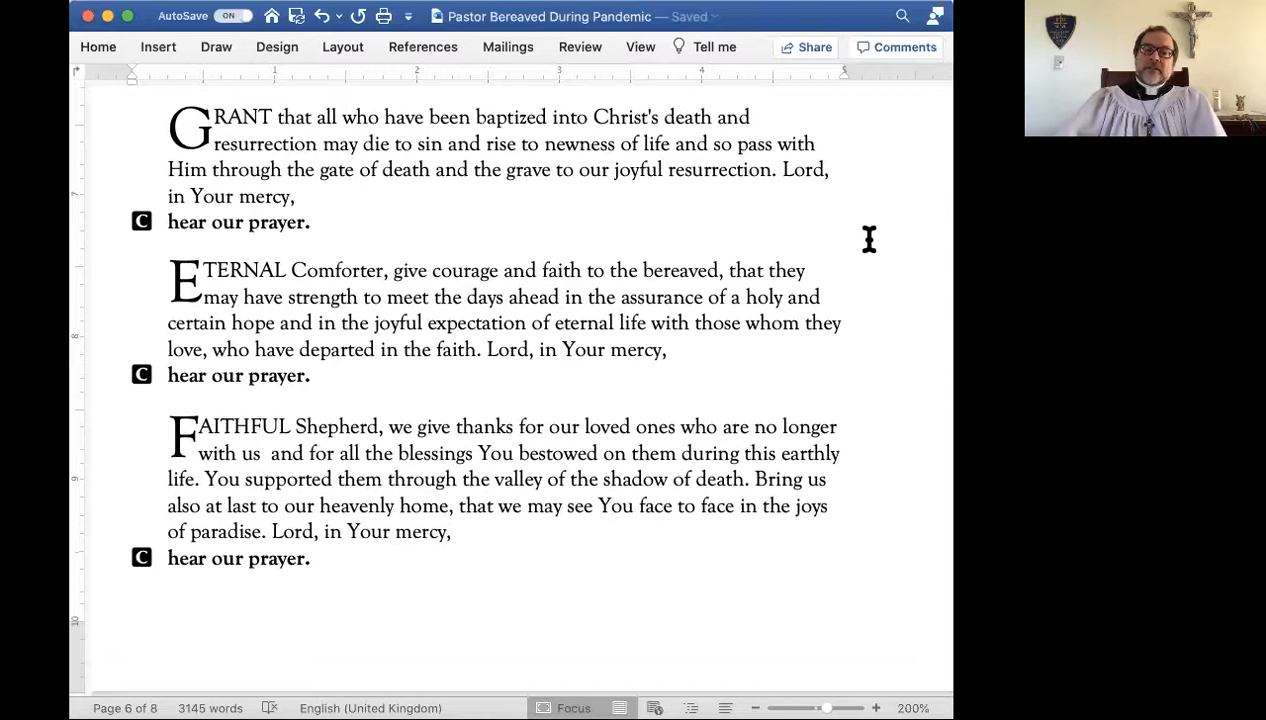 AutoSave ON Pastor Bereaved During Pandemic — Saved
Home Insert Draw Design Layout References Mailings Review View Tell me Share Comments
1 2 3 4 5
GRANT that all who have been baptized into Christ's death and
resurrection may die to sin and rise to newness of life and so pass with
Him through the gate of death and the grave to our joyful resurrection. Lord,
in Your mercy,
C hear our prayer.
ETERNAL Comforter, give courage and faith to the bereaved, that they
may have strength to meet the days ahead in the assurance of a holy and
certain hope and in the joyful expectation of eternal life with those whom they
love, who have departed in the faith. Lord, in Your mercy,
C hear our prayer.
FAITHFUL Shepherd, we give thanks for our loved ones who are no longer
with us  and for all the blessings You bestowed on them during this earthly
life. You supported them through the valley of the shadow of death. Bring us
also at last to our heavenly home, that we may see You face to face in the joys
of paradise. Lord, in Your mercy,
C hear our prayer.
7
8
9
10
Page 6 of 8 3145 words English (United Kingdom) Focus 200%